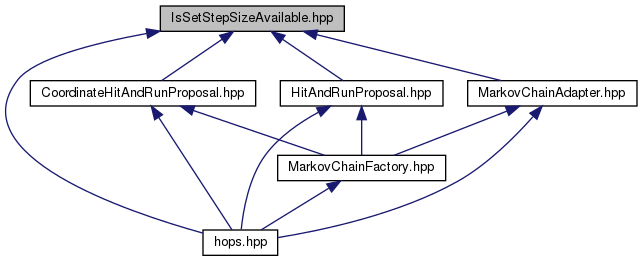 IsSetStepSizeAvailable.hpp
CoordinateHitAndRunProposal.hpp
HitAndRunProposal.hpp
MarkovChainAdapter.hpp
MarkovChainFactory.hpp
hops.hpp